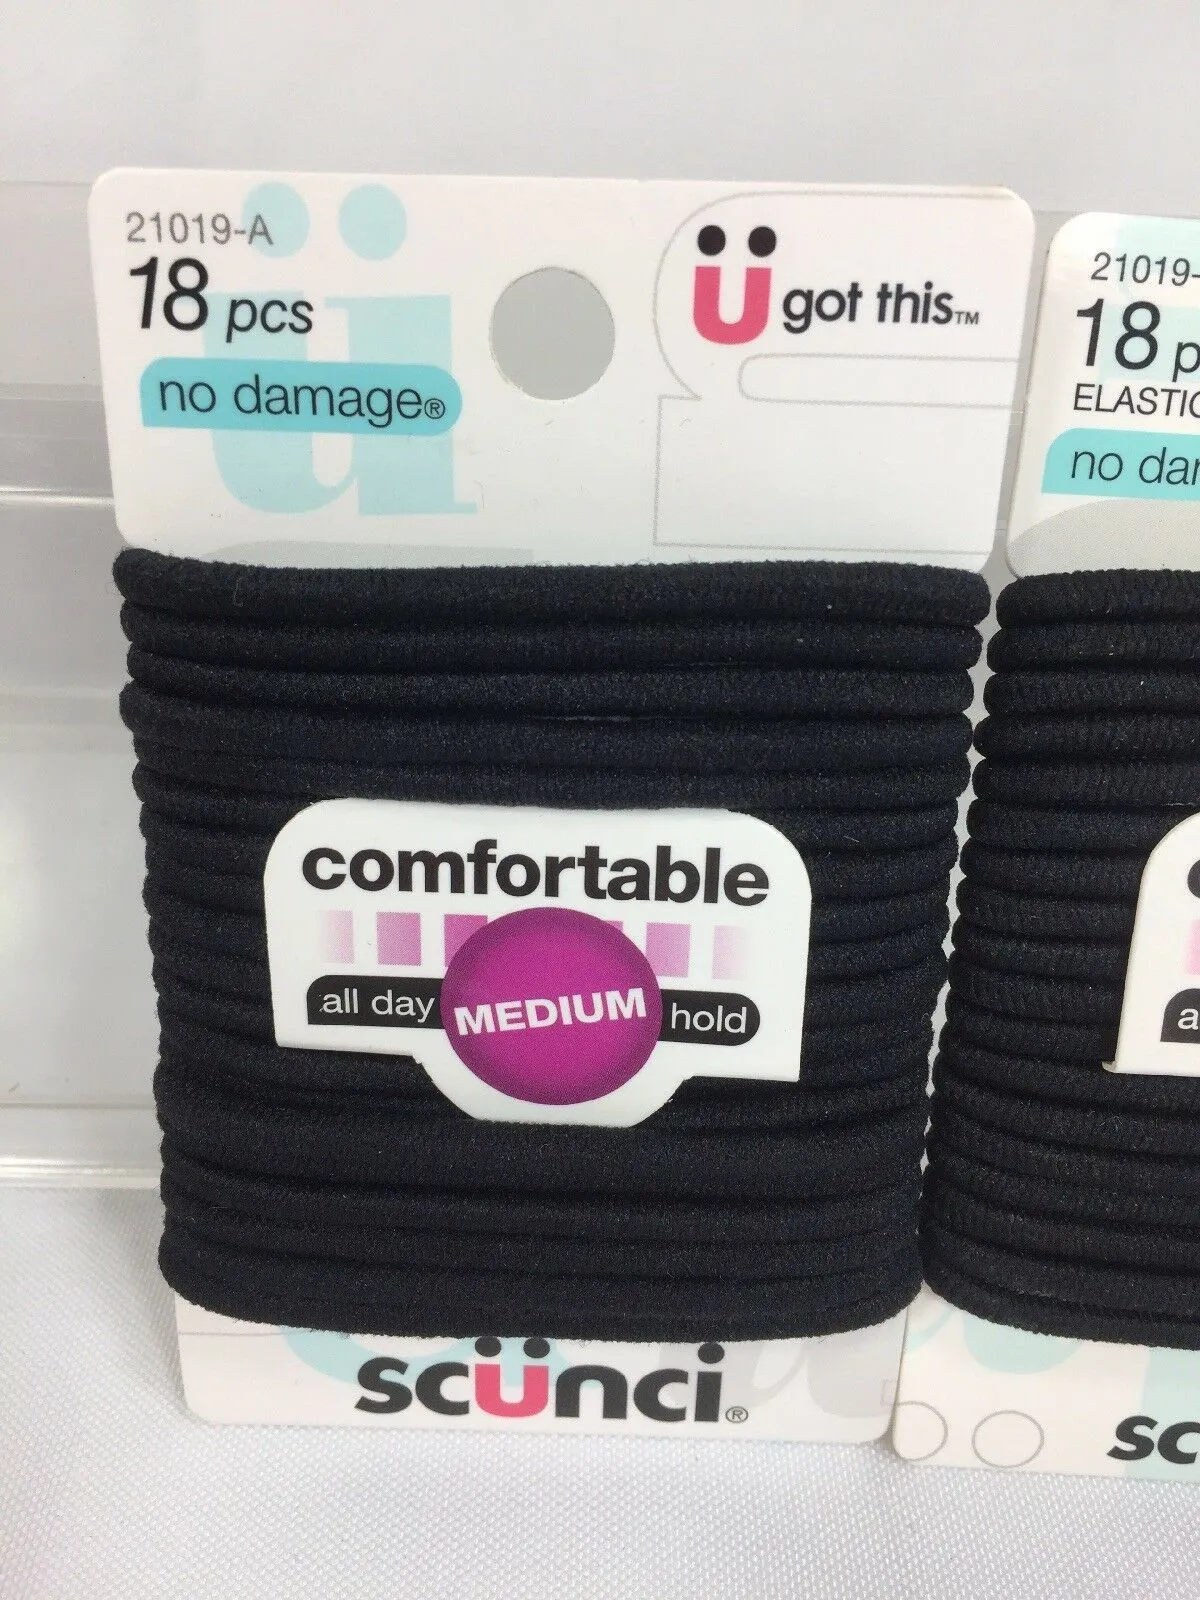 21019-A
18 pcs
no damage®
ü got this™
comfortable
all day MEDIUM hold
scünci®
21019-
18 p
ELASTIC
no dar
a
sc